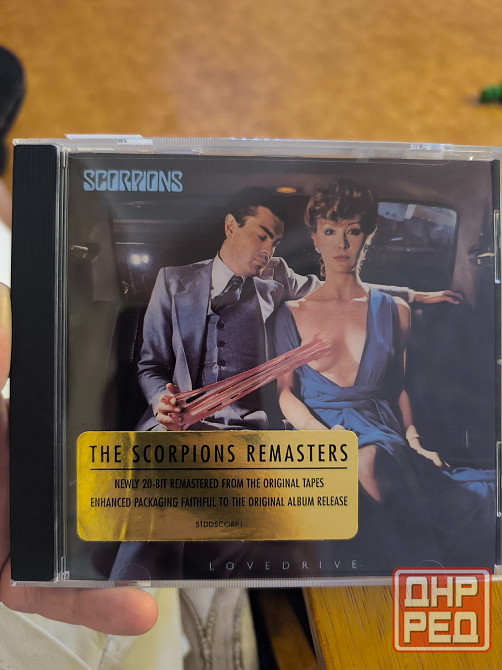 SCORPIONS
THE SCORPIONS REMASTERS
NEWLY 20-BIT REMASTERED FROM THE ORIGINAL TAPES
ENHANCED PACKAGING FAITHFUL TO THE ORIGINAL ALBUM RELEASE
STDDSCORP1
LOVEDRIVE
ДНР
РЕД